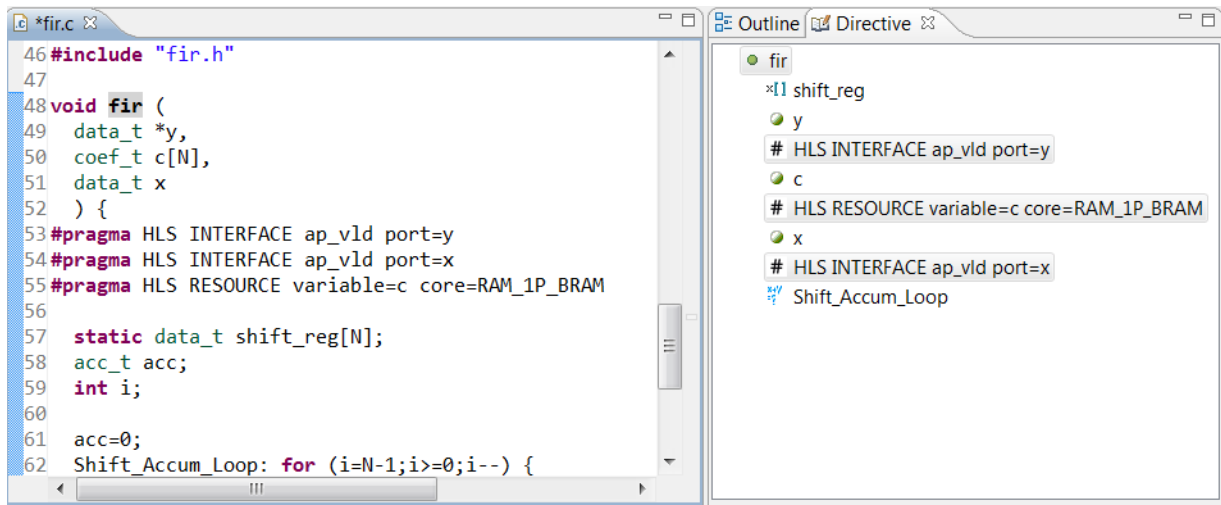 *fir.c
46 #include "fir.h"
47
48 void fir (
49 data_t *y,
50 coef_t c[N],
51 data_t x
52 ) {
53 #pragma HLS INTERFACE ap_vld port=y
54 #pragma HLS INTERFACE ap_vld port=x
55 #pragma HLS RESOURCE variable=c core=RAM_1P_BRAM
56
57 static data_t shift_reg[N];
58 acc_t acc;
59 int i;
60
61 acc=0;
62 Shift_Accum_Loop: for (i=N-1;i>=0;i--) {
Outline Directive
fir
×[] shift_reg
y
# HLS INTERFACE ap_vld port=y
c
# HLS RESOURCE variable=c core=RAM_1P_BRAM
x
# HLS INTERFACE ap_vld port=x
Shift_Accum_Loop